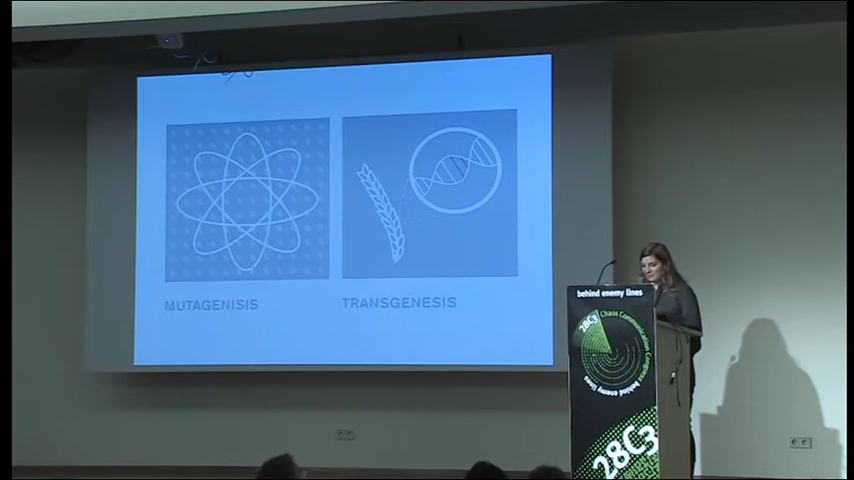 MUTAGENISIS
TRANSGENESIS
behind enemy lines
28C3
Chaos Communication Congress
behind enemy lines
28C3